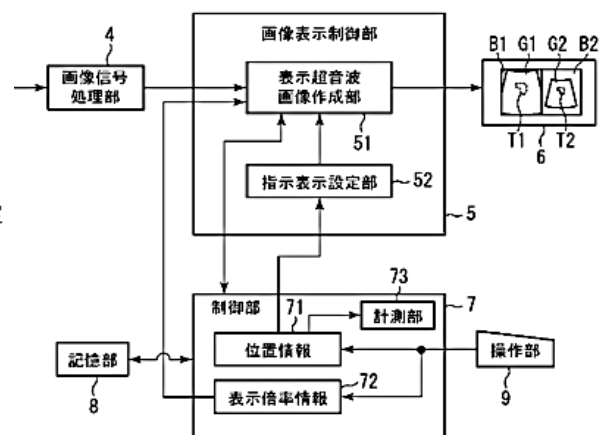 4
画像信号
処理部
画像表示制御部
表示超音波
画像作成部
51
指示表示設定部
52
5
B1 G1 G2 B2
T1 T2
6
制御部
71
位置情報
73
計測部
7
72
表示倍率情報
記憶部
8
操作部
9